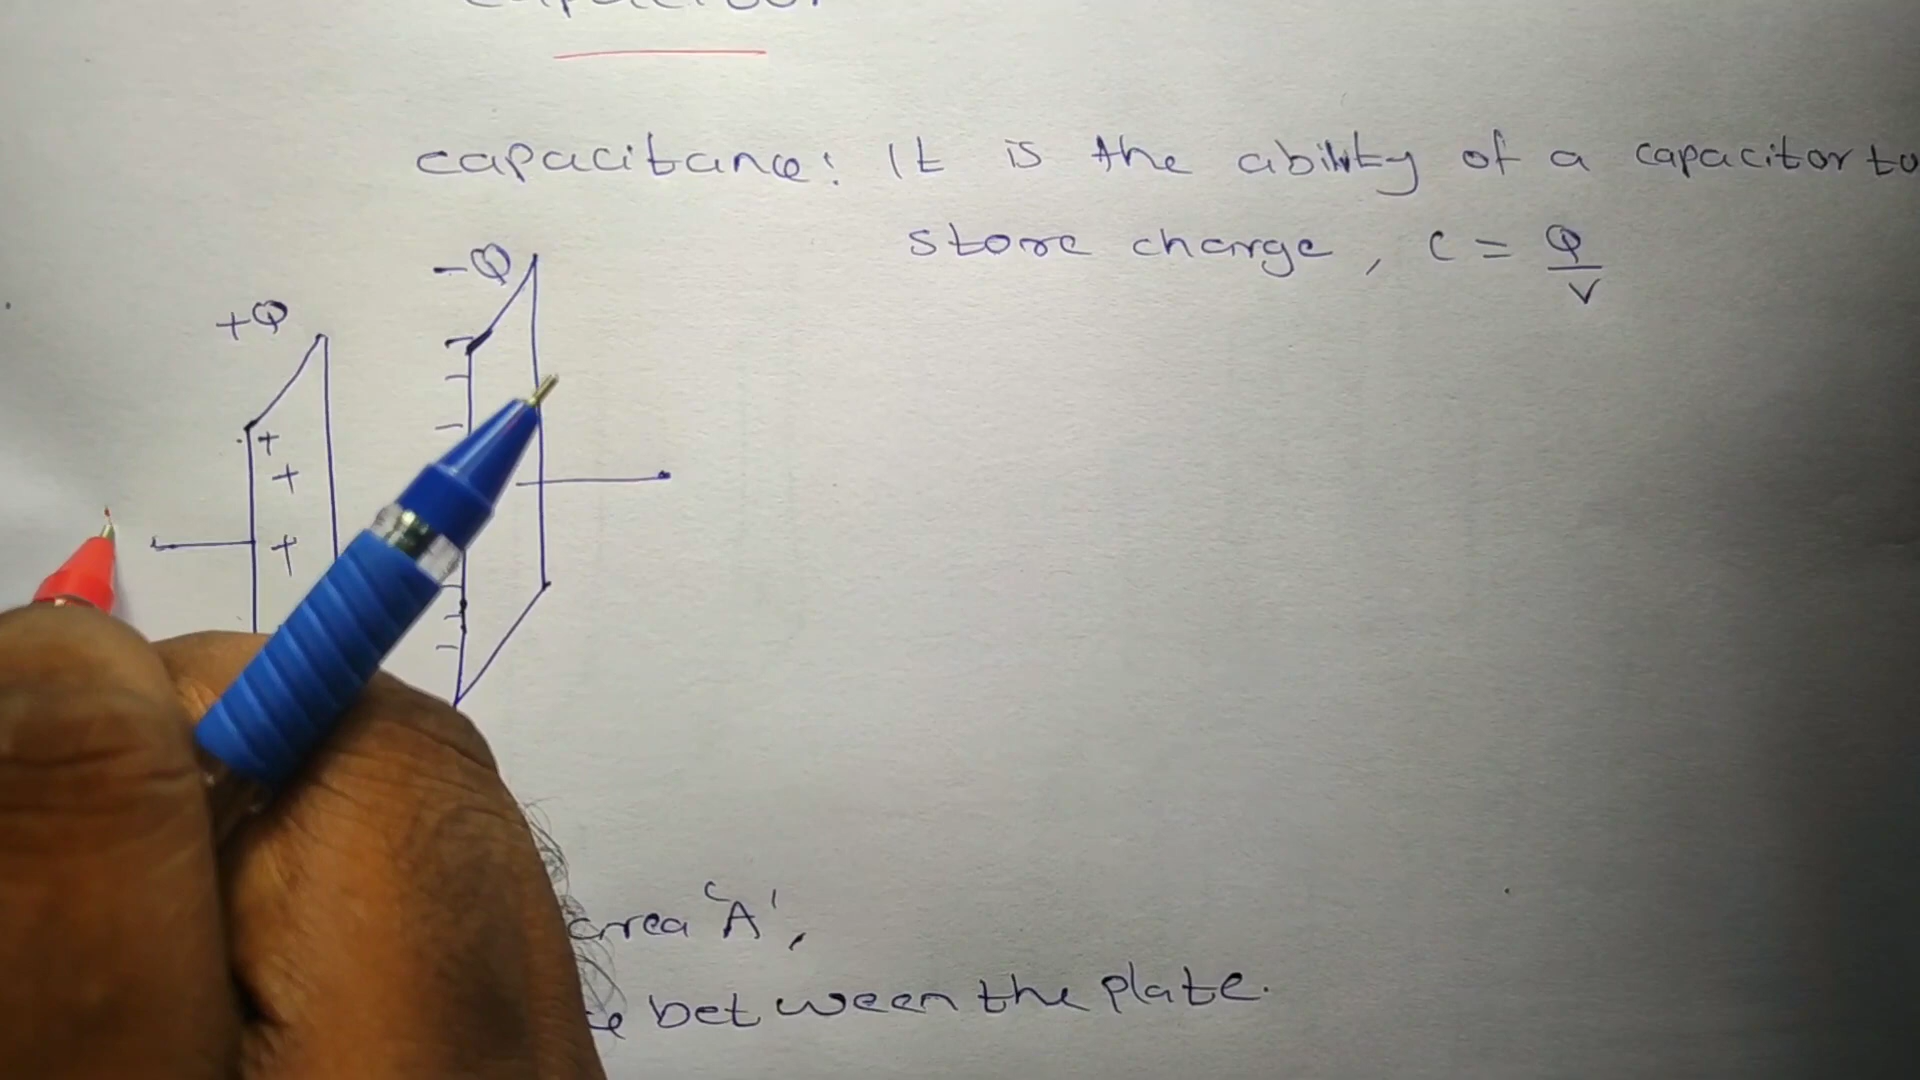 capacitance: It is the ability of a capacitor to
store charge, C = Q/V
-Q
+Q
area 'A',
between the plate.